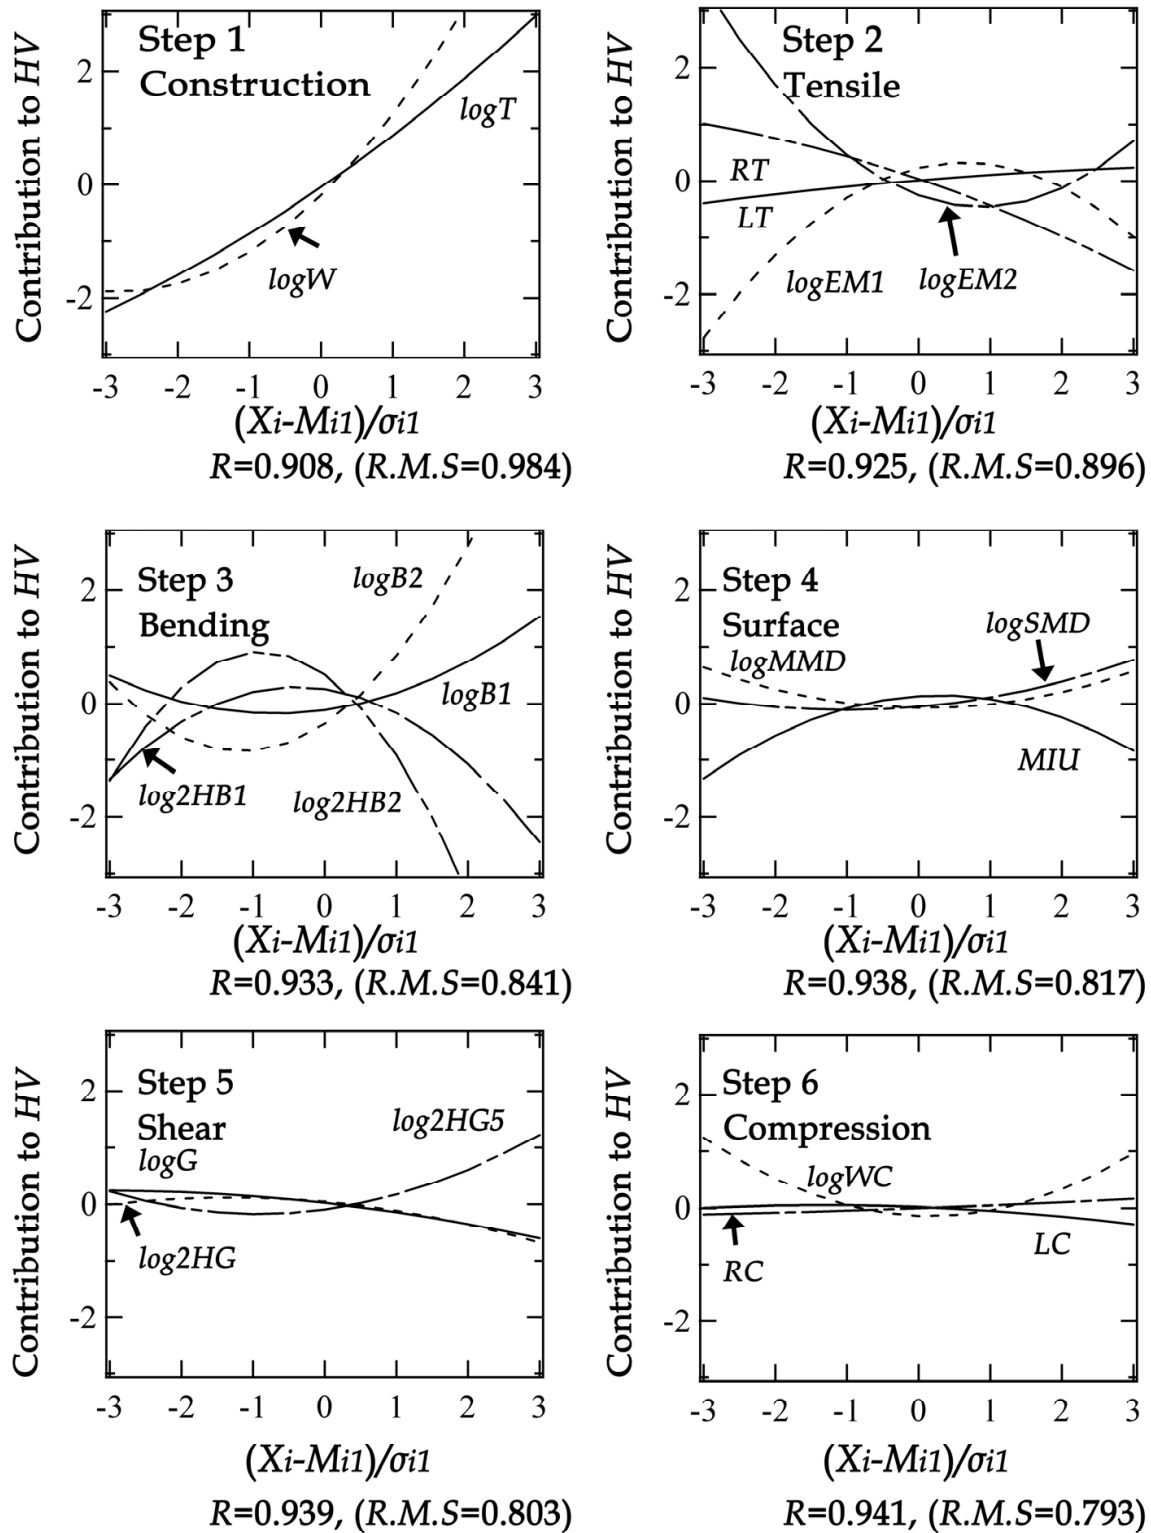 Contribution to HV
Step 1
Construction
logT
logW
2
0
-2
-3 -2 -1 0 1 2 3
(Xi-Mi1)/σi1
R=0.908, (R.M.S=0.984)
Contribution to HV
Step 2
Tensile
RT
LT
logEM1
logEM2
2
0
-2
-3 -2 -1 0 1 2 3
(Xi-Mi1)/σi1
R=0.925, (R.M.S=0.896)
Contribution to HV
Step 3
Bending
logB2
logB1
log2HB1
log2HB2
2
0
-2
-3 -2 -1 0 1 2 3
(Xi-Mi1)/σi1
R=0.933, (R.M.S=0.841)
Contribution to HV
Step 4
Surface
logSMD
logMMD
MIU
2
0
-2
-3 -2 -1 0 1 2 3
(Xi-Mi1)/σi1
R=0.938, (R.M.S=0.817)
Contribution to HV
Step 5
Shear
logG
log2HG5
log2HG
2
0
-2
-3 -2 -1 0 1 2 3
(Xi-Mi1)/σi1
R=0.939, (R.M.S=0.803)
Contribution to HV
Step 6
Compression
logWC
LC
RC
2
0
-2
-3 -2 -1 0 1 2 3
(Xi-Mi1)/σi1
R=0.941, (R.M.S=0.793)